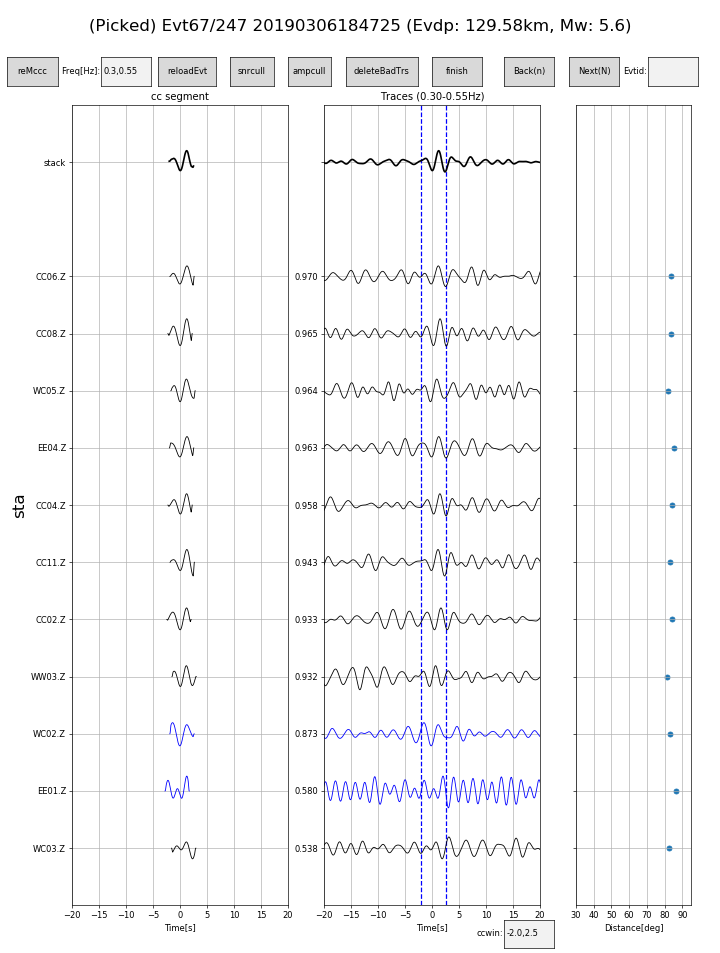 (Picked) Evt67/247 20190306184725 (Evdp: 129.58km, Mw: 5.6)
reMccc Freq[Hz]: 0.3,0.55 reloadEvt snrcull ampcull deleteBadTrs finish Back(n) Next(N) Evtid:
cc segment Traces (0.30-0.55Hz)
stack
CC06.Z 0.970
CC08.Z 0.965
WC05.Z 0.964
EE04.Z 0.963
CC04.Z 0.958
sta
CC11.Z 0.943
CC02.Z 0.933
WW03.Z 0.932
WC02.Z 0.873
EE01.Z 0.580
WC03.Z 0.538
−20 −15 −10 −5 0 5 10 15 20 −20 −15 −10 −5 0 5 10 15 20 30 40 50 60 70 80 90
Time[s] Time[s] Distance[deg]
ccwin: -2.0,2.5